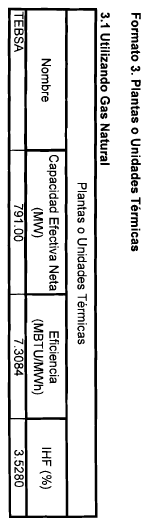 Formato 3. Plantas o Unidades Térmicas
3.1 Utilizando Gas Natural
Plantas o Unidades Térmicas
Nombre
Capacidad Efectiva Neta
(MW)
Eficiencia
(MBTU/MWh)
IHF (%)
TEBSA
791.00
7.3084
3.5280